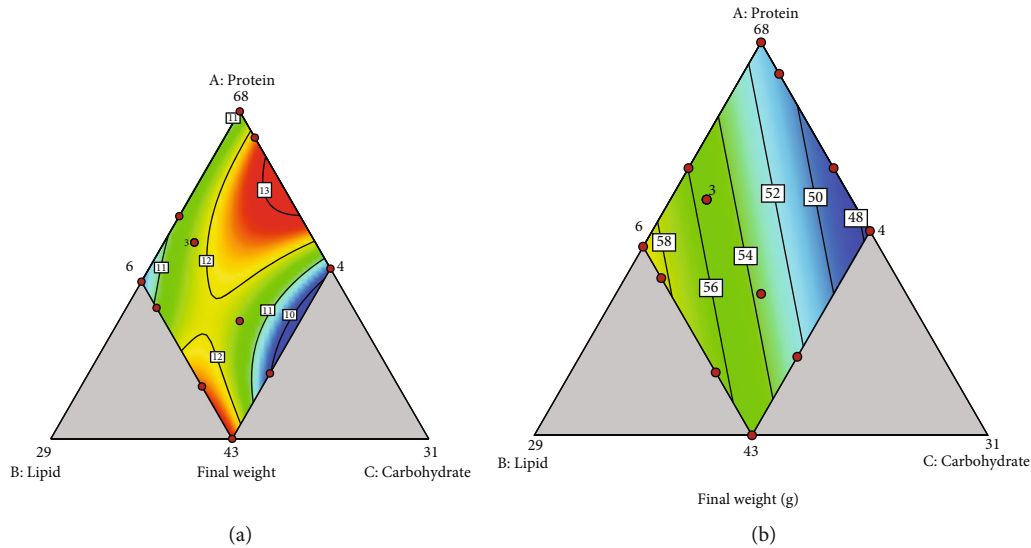 A: Protein
68
11
13
3
12
6
11
4
11
10
12
29
43
31
B: Lipid
Final weight
C: Carbohydrate
(a)
A: Protein
68
3
52
50
48
6
58
4
54
56
29
43
31
B: Lipid
C: Carbohydrate
Final weight (g)
(b)